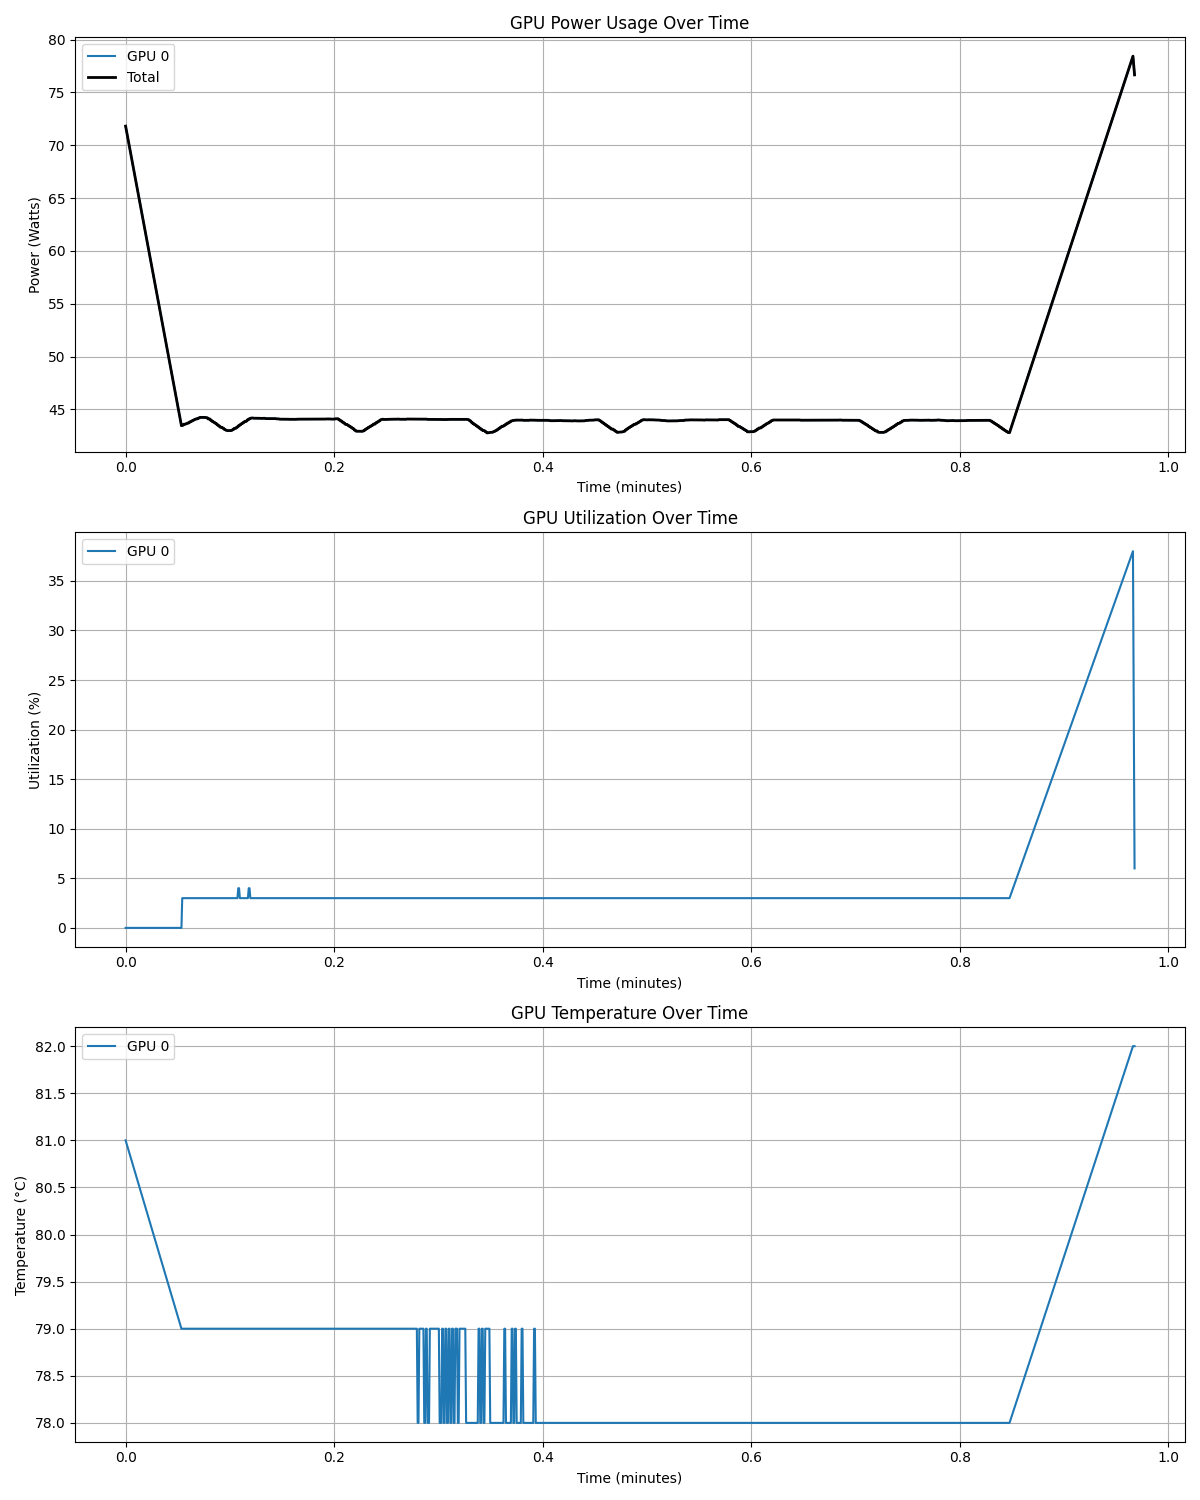 GPU Power Usage Over Time
GPU 0
Total
80
75
70
65
60
55
50
45
Power (Watts)
0.0 0.2 0.4 0.6 0.8 1.0
Time (minutes)
GPU Utilization Over Time
GPU 0
35
30
25
20
15
10
5
0
Utilization (%)
0.0 0.2 0.4 0.6 0.8 1.0
Time (minutes)
GPU Temperature Over Time
GPU 0
82.0
81.5
81.0
80.5
80.0
79.5
79.0
78.5
78.0
Temperature (°C)
0.0 0.2 0.4 0.6 0.8 1.0
Time (minutes)